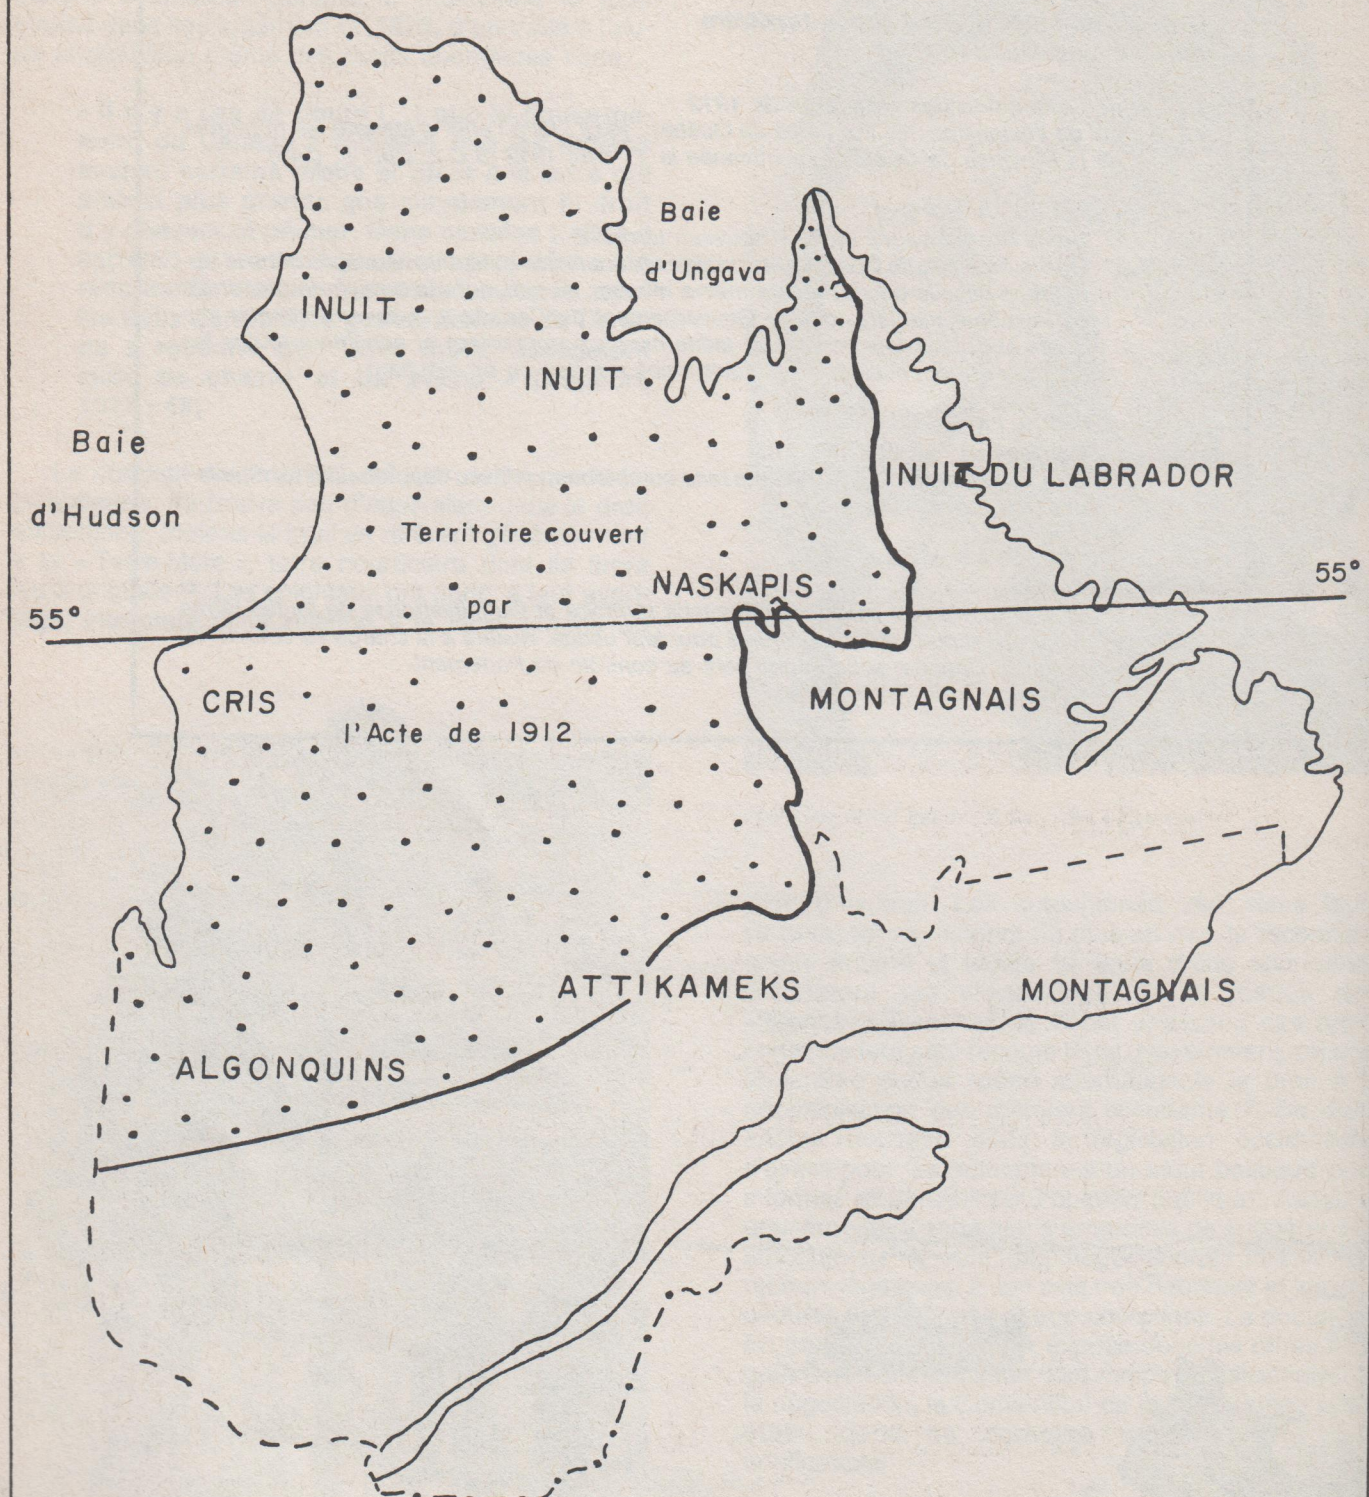 Baie
d'Ungava
INUIT
INUIT
Baie
d'Hudson
INUIT DU LABRADOR
Territoire couvert
NASKAPIS
par
55°
55°
CRIS
MONTAGNAIS
l'Acte de 1912
ATTIKAMEKS
MONTAGNAIS
ALGONQUINS